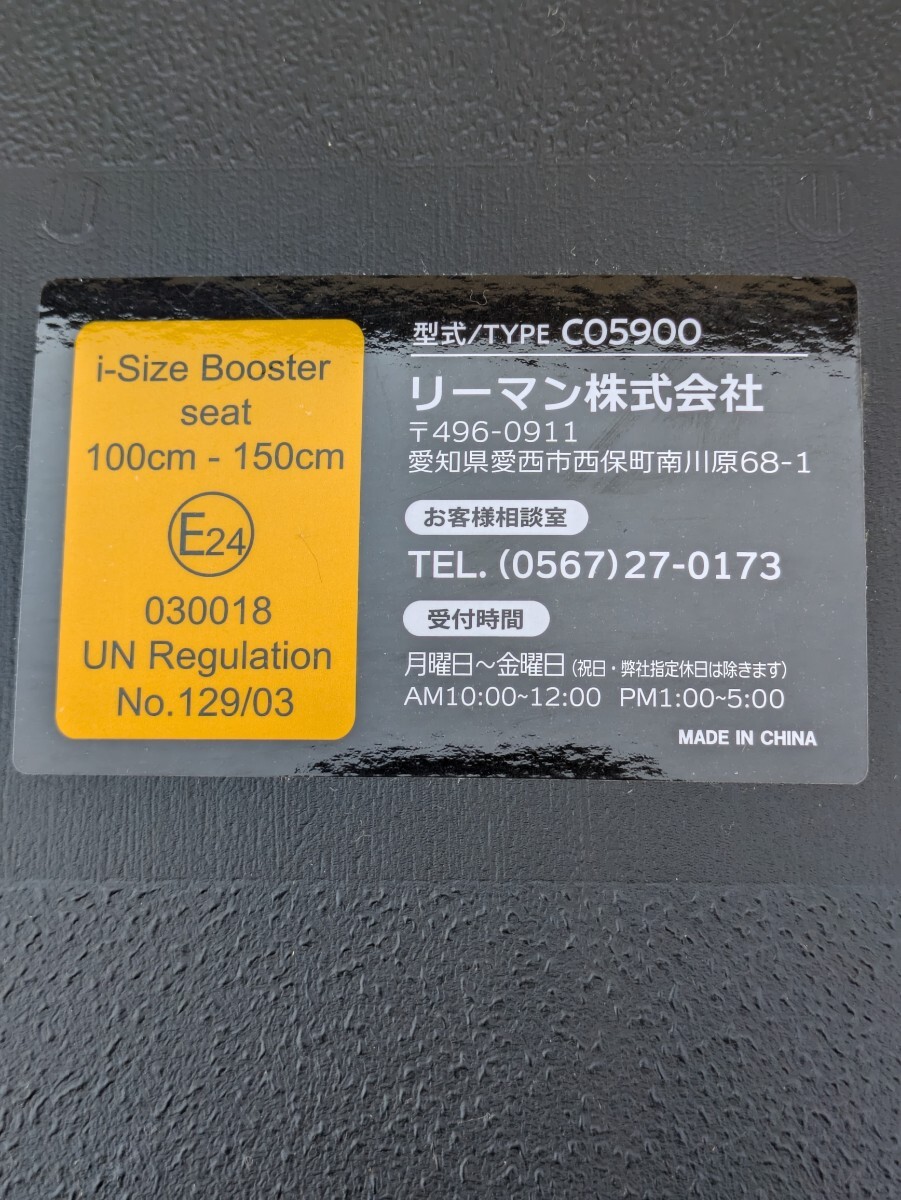 i-Size Booster
seat
100cm - 150cm
E24
030018
UN Regulation
No.129/03
型式/TYPE C05900
リーマン株式会社
〒496-0911
愛知県愛西市西保町南川原68-1
お客様相談室
TEL. (0567)27-0173
受付時間
月曜日～金曜日(祝日・弊社指定休日は除きます)
AM10:00~12:00 PM1:00~5:00
MADE IN CHINA